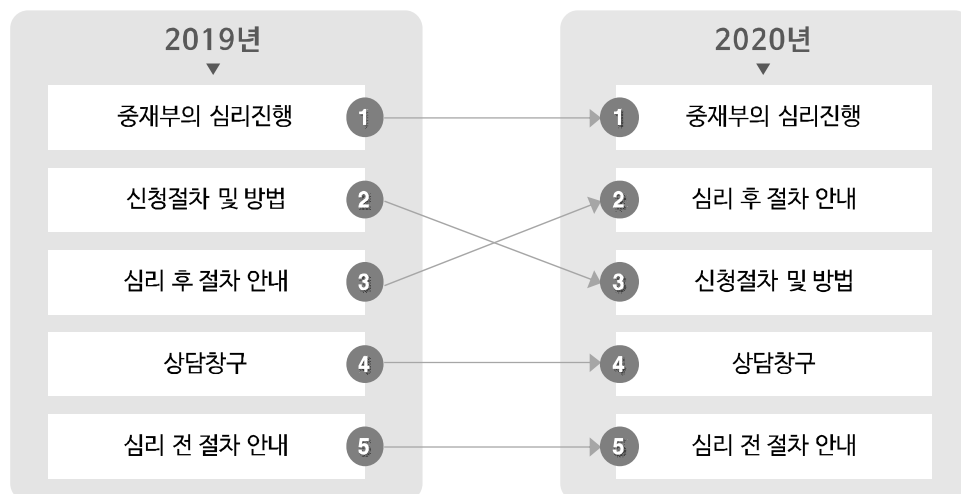 2019년
중재부의 심리진행 1
신청절차 및 방법 2
심리 후 절차 안내 3
상담창구 4
심리 전 절차 안내 5
2020년
1 중재부의 심리진행
2 심리 후 절차 안내
3 신청절차 및 방법
4 상담창구
5 심리 전 절차 안내